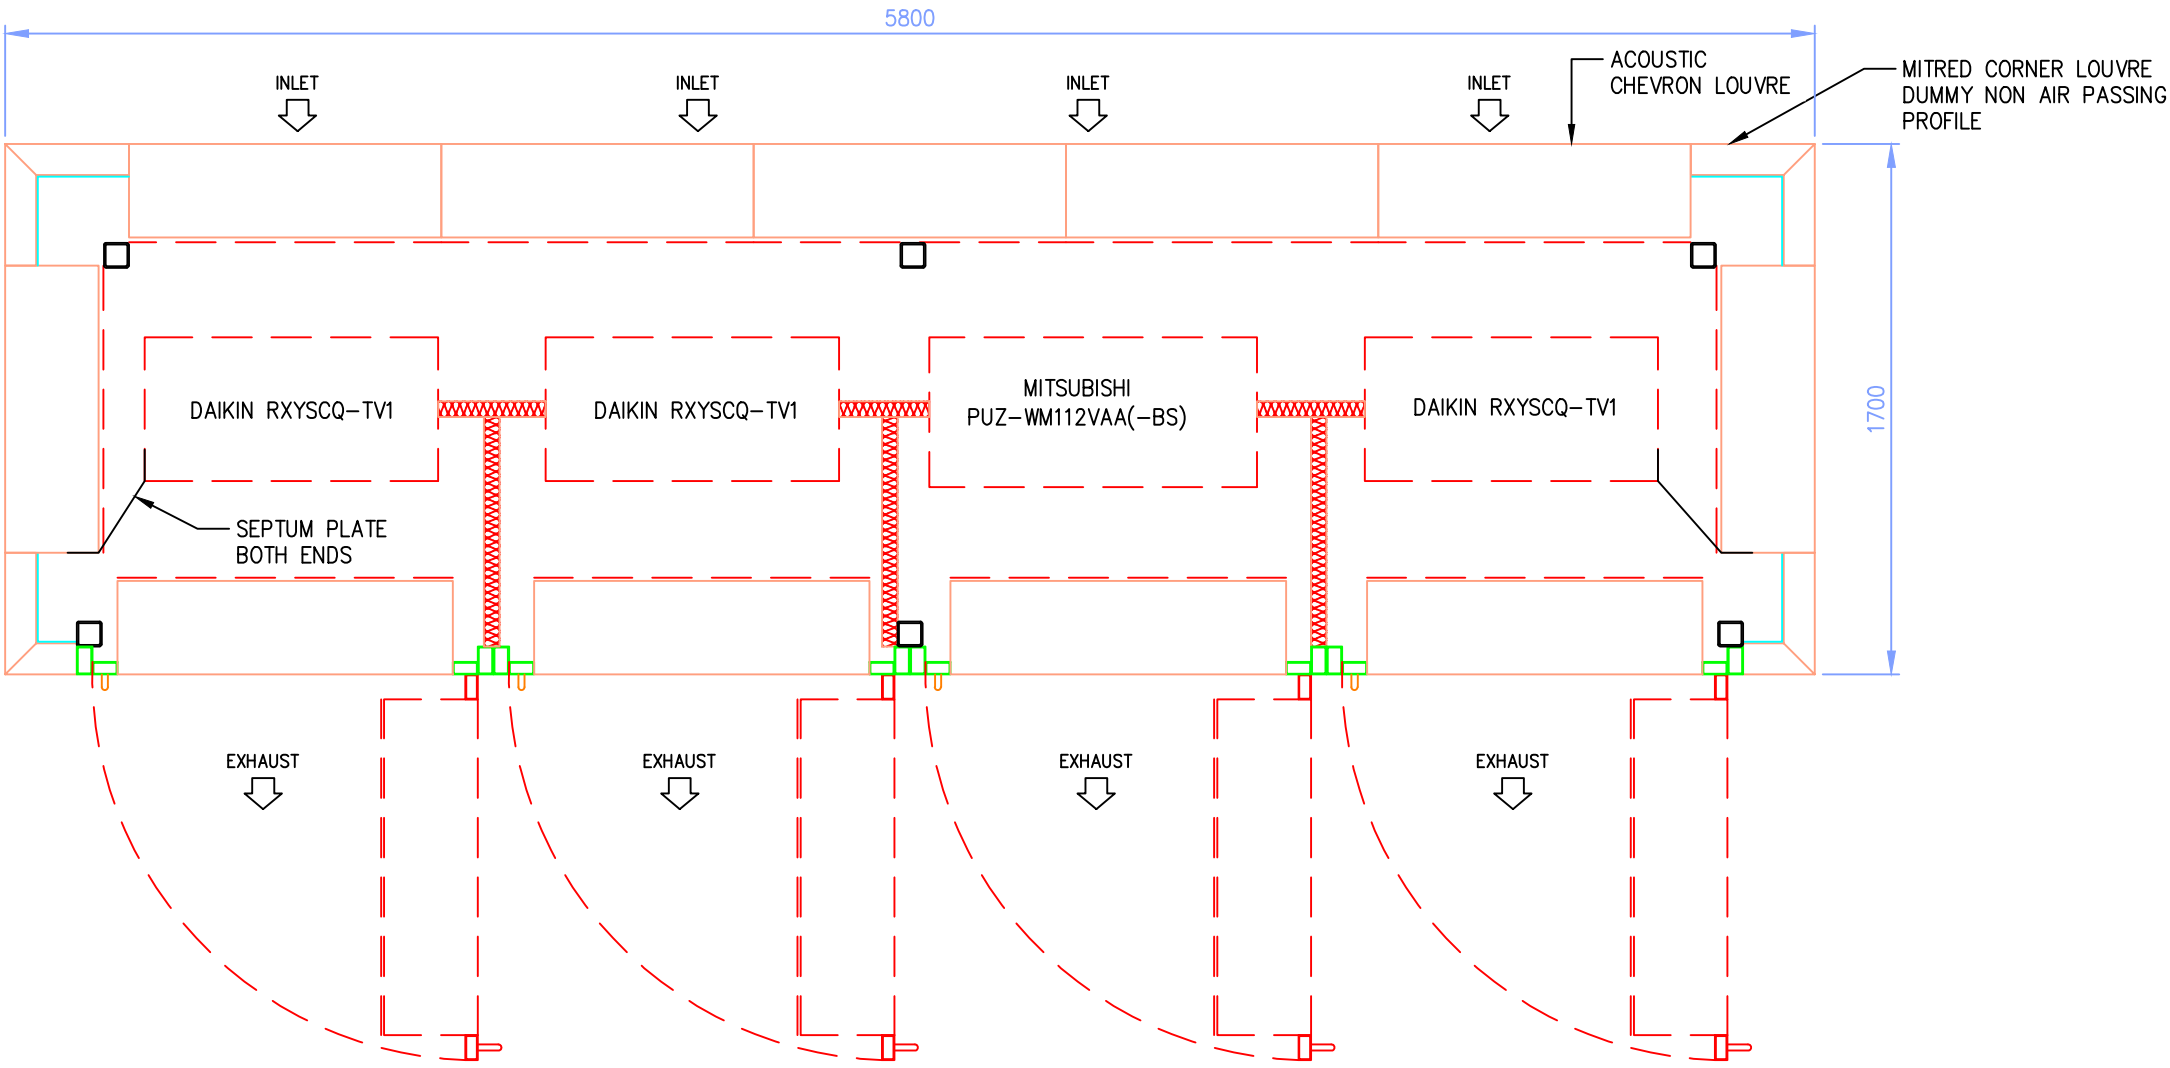 5800
INLET
INLET
INLET
INLET
ACOUSTIC
CHEVRON LOUVRE
MITRED CORNER LOUVRE
DUMMY NON AIR PASSING
PROFILE
DAIKIN RXYSCQ-TV1
DAIKIN RXYSCQ-TV1
MITSUBISHI
PUZ-WM112VAA(-BS)
DAIKIN RXYSCQ-TV1
1700
SEPTUM PLATE
BOTH ENDS
EXHAUST
EXHAUST
EXHAUST
EXHAUST